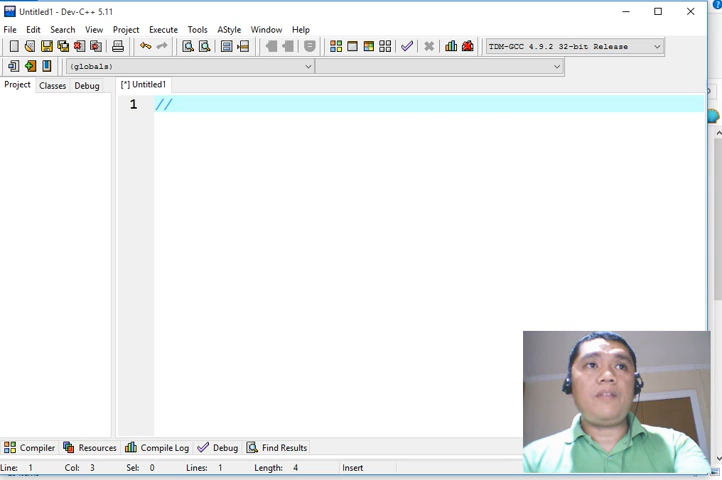 Untitled1 - Dev-C++ 5.11
File Edit Search View Project Execute Tools AStyle Window Help
TDM-GCC 4.9.2 32-bit Release
(globals)
Project Classes Debug [*] Untitled1
1 //
Compiler Resources Compile Log Debug Find Results
Line: 1 Col: 3 Sel: 0 Lines: 1 Length: 4 Insert